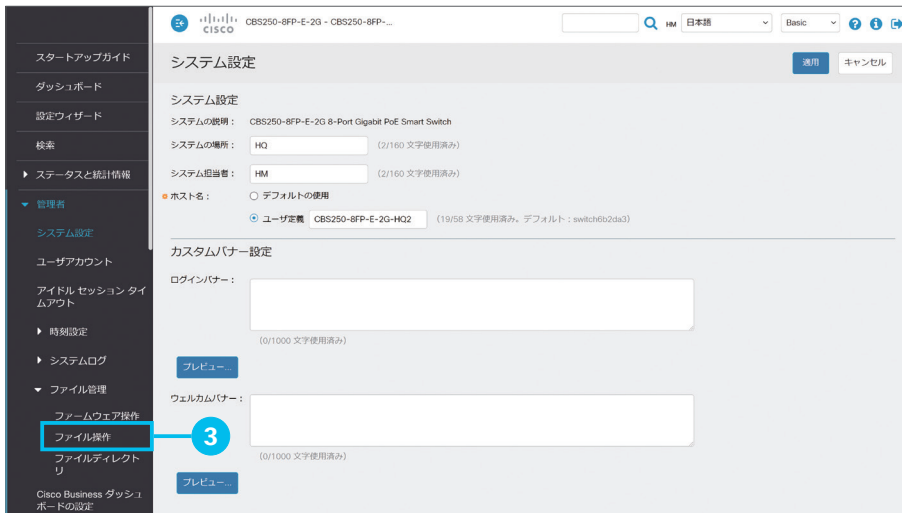 CISCO
CBS250-8FP-E-2G - CBS250-8FP-...
HM
日本語
Basic
スタートアップガイド
ダッシュボード
設定ウィザード
検索
ステータスと統計情報
管理者
システム設定
ユーザアカウント
アイドル セッション タイ
ムアウト
時刻設定
システムログ
ファイル管理
ファームウェア操作
ファイル操作
ファイルディレクト
リ
Cisco Business ダッシュ
ボードの設定
3
システム設定
適用
キャンセル
システム設定
システムの説明： CBS250-8FP-E-2G 8-Port Gigabit PoE Smart Switch
システムの場所： HQ (2/160 文字使用済み)
システム担当者： HM (2/160 文字使用済み)
ホスト名： デフォルトの使用
ユーザ定義 CBS250-8FP-E-2G-HQ2 (19/58 文字使用済み。デフォルト：switch6b2da3)
カスタムバナー設定
ログインバナー：
(0/1000 文字使用済み)
プレビュー...
ウェルカムバナー：
(0/1000 文字使用済み)
プレビュー...